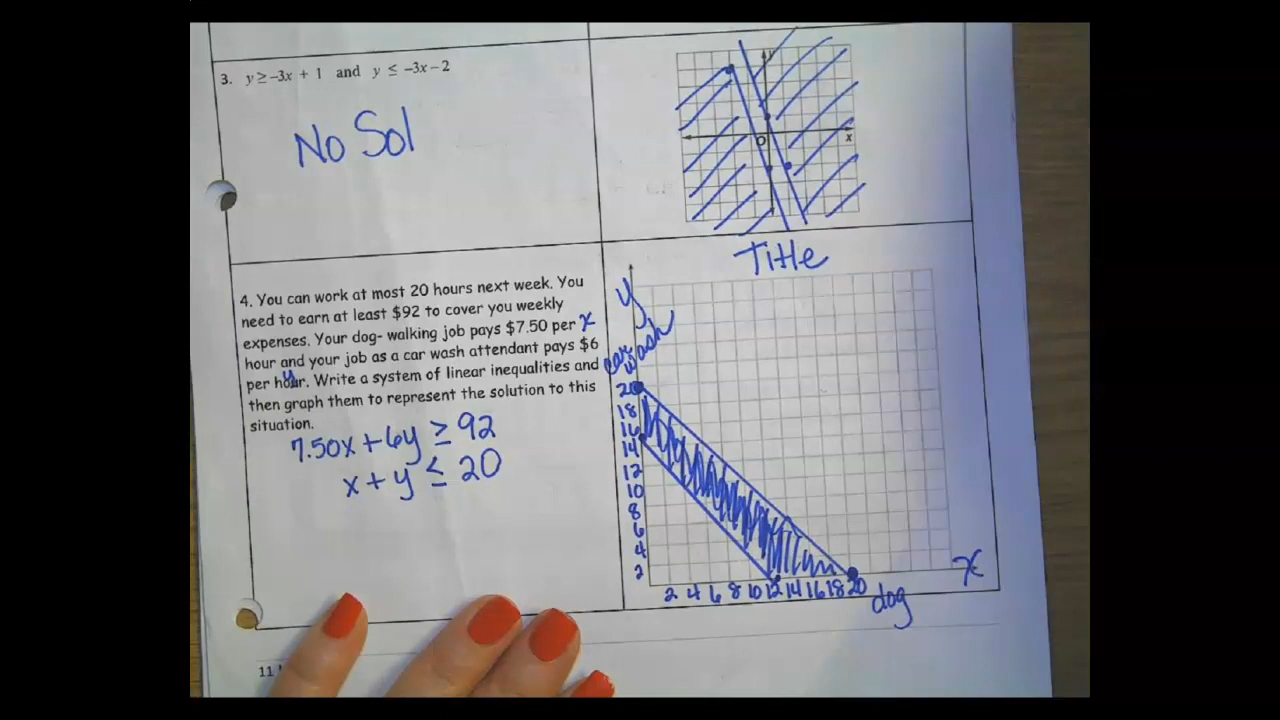 3. y ≥ -3x + 1 and y ≤ -3x - 2
No Sol
y
O
x
4. You can work at most 20 hours next week. You
need to earn at least $92 to cover you weekly
expenses. Your dog- walking job pays $7.50 per x
hour and your job as a car wash attendant pays $6
y
per hour. Write a system of linear inequalities and
then graph them to represent the solution to this
situation.
7.50x + 6y ≥ 92
x + y ≤ 20
Title
y
car
wash
20
18
16
14
12
10
8
6
4
2
2 4 6 8 10 12 14 16 18 20
x
dog
11